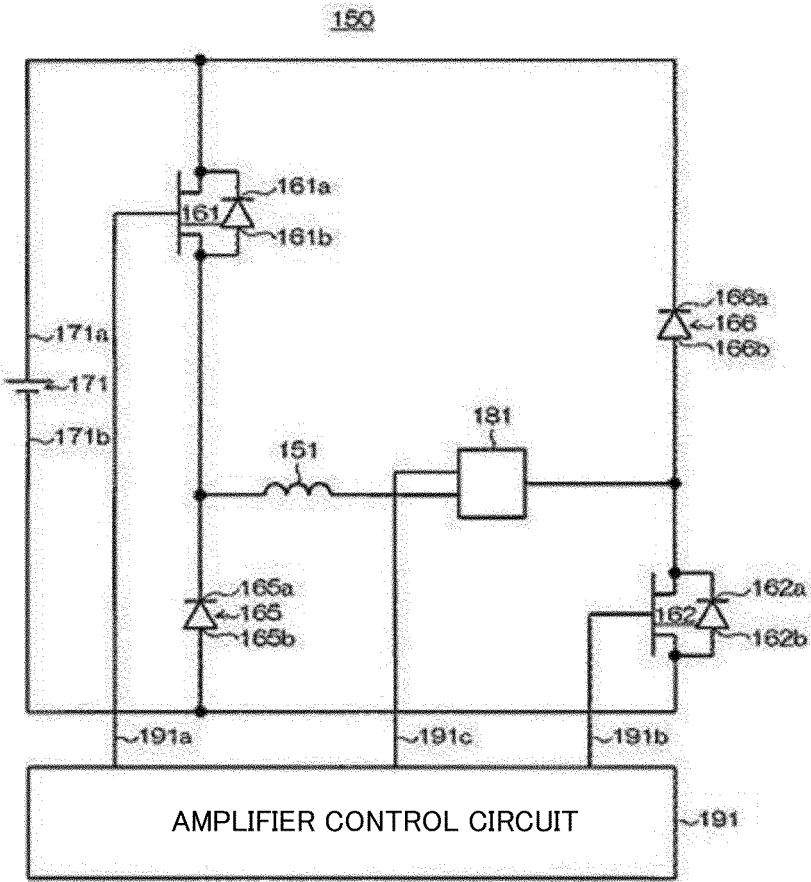 150
161a
161
161b
166a
166
166b
171a
171
171b
181
151
165a
165
165b
162a
162
162b
191a
191c
191b
AMPLIFIER CONTROL CIRCUIT
191